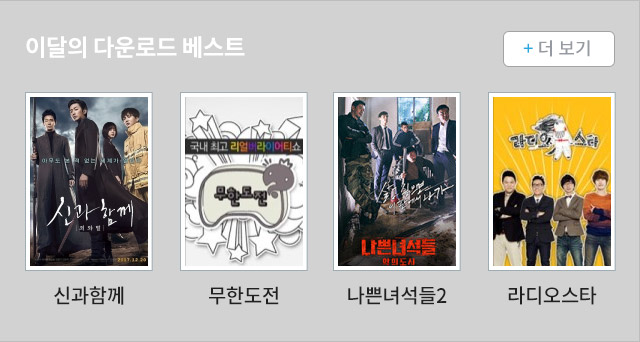 이달의 다운로드 베스트
+ 더 보기
신과함께
죄와 벌
2017.12.20
국내 최고 리얼버라이어티쇼
무한도전
나쁜녀석들
악의도시
라디오스타
신과함께
무한도전
나쁜녀석들2
라디오스타